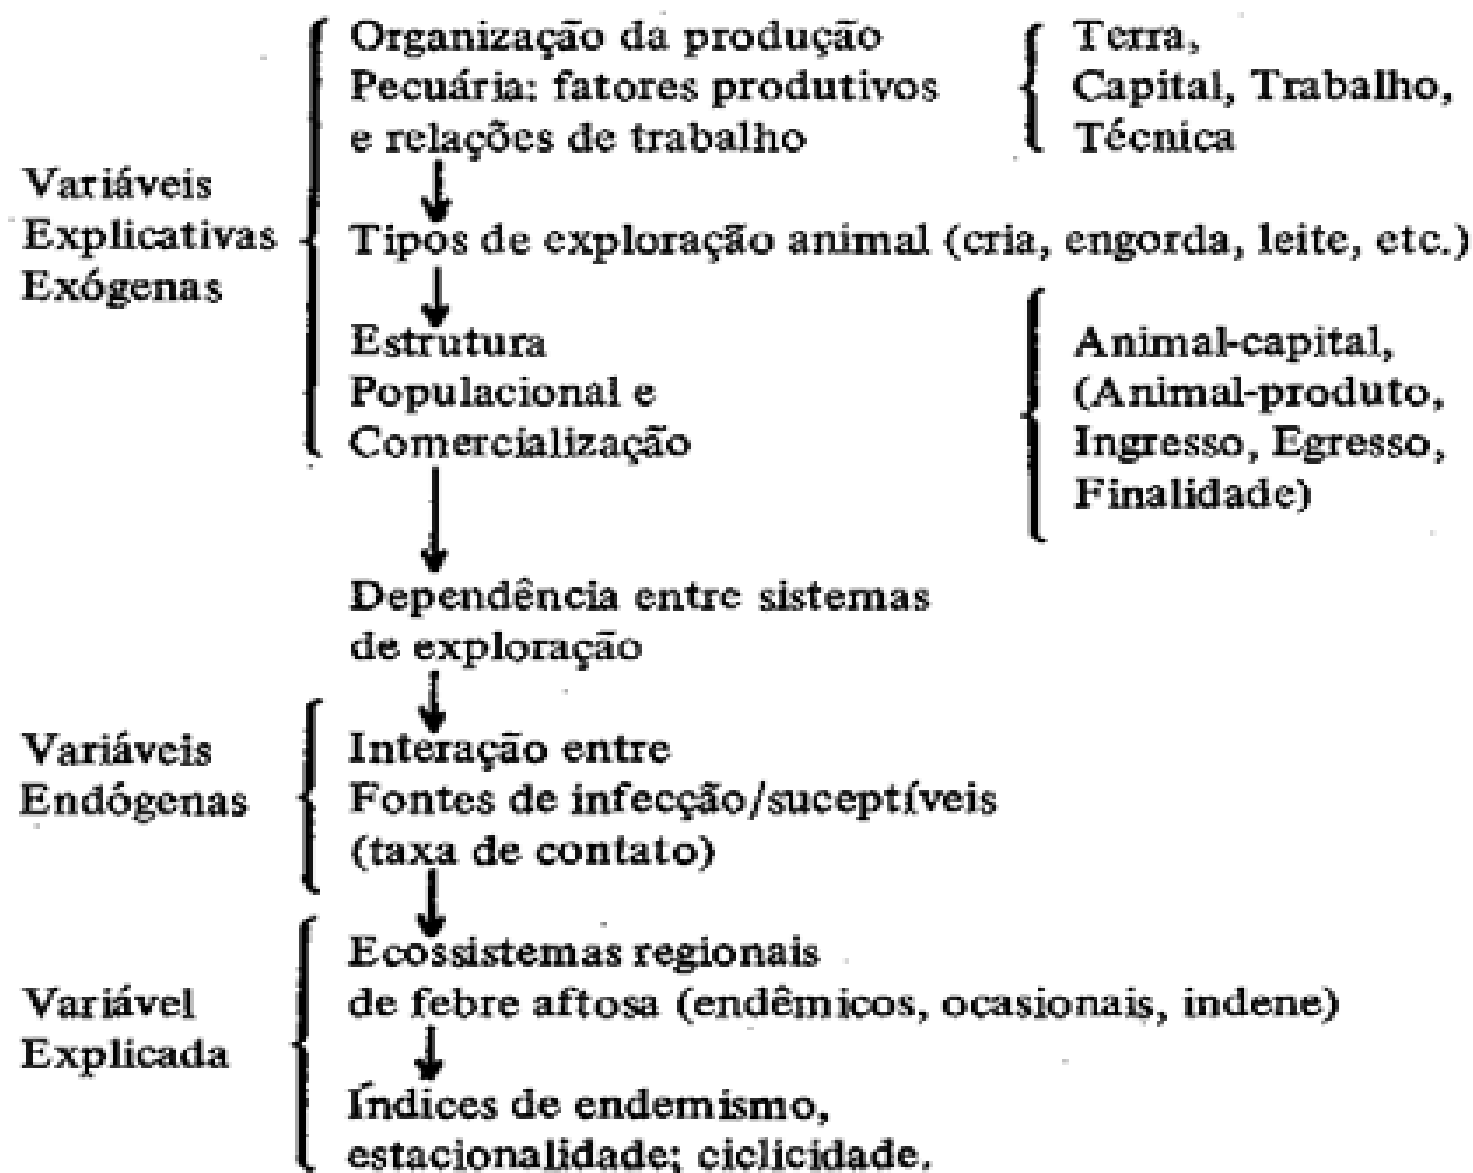 Organização da produção
Pecuária: fatores produtivos
e relações de trabalho
Terra,
Capital, Trabalho,
Técnica
Variáveis
Explicativas
Exógenas
Tipos de exploração animal (cria, engorda, leite, etc.)
Estrutura
Populacional e
Comercialização
Animal-capital,
(Animal-produto,
Ingresso, Egresso,
Finalidade)
Dependência entre sistemas
de exploração
Variáveis
Endógenas
Interação entre
Fontes de infecção/suceptíveis
(taxa de contato)
Variável
Explicada
Ecossistemas regionais
de febre aftosa (endêmicos, ocasionais, indene)
Índices de endemismo,
estacionalidade; ciclicidade.